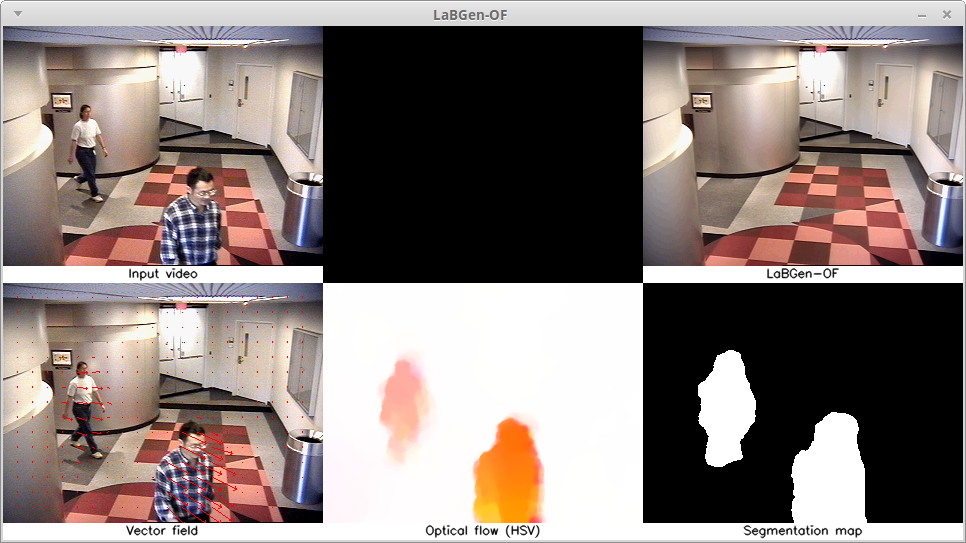 LaBGen-OF
Input video
LaBGen-OF
Vector field
Optical flow (HSV)
Segmentation map